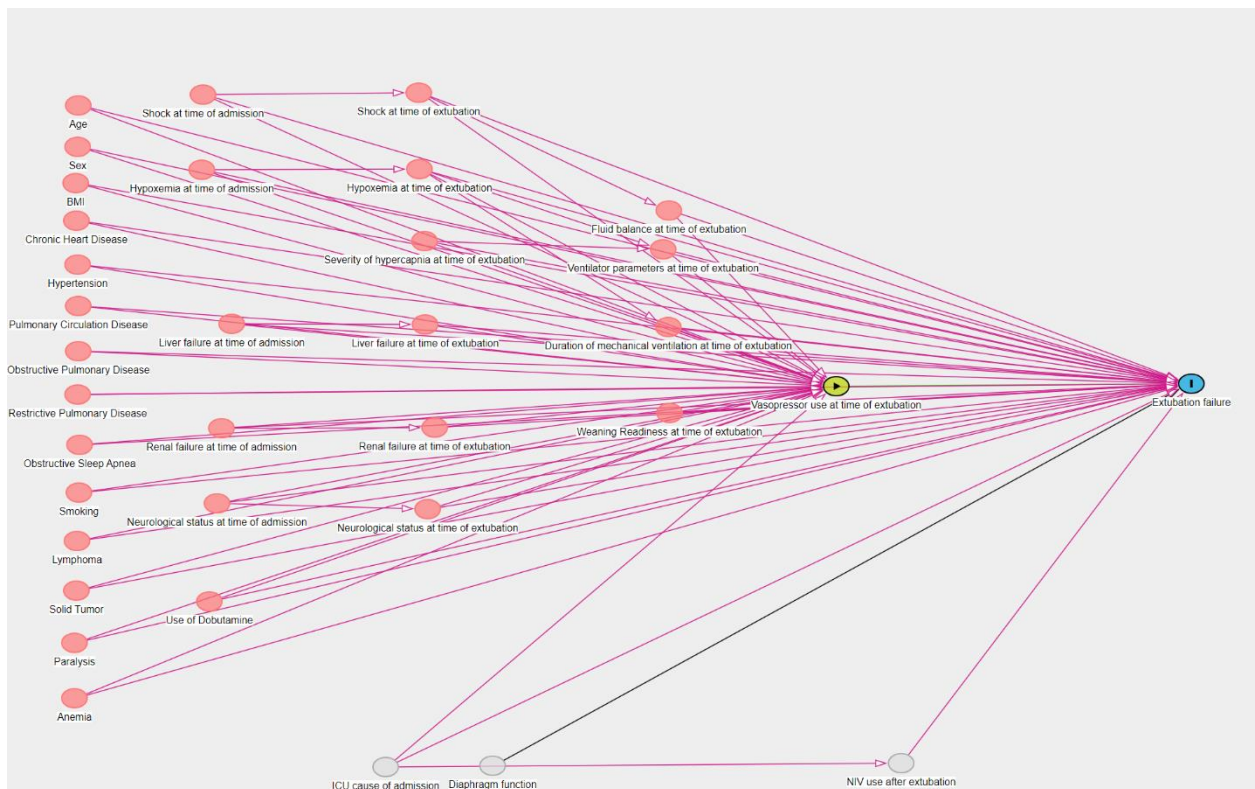 Age
Shock at time of admission
Shock at time of extubation
Sex
Hypoxemia at time of admission
Hypoxemia at time of extubation
BMI
Fluid balance at time of extubation
Chronic Heart Disease
Severity of hypercapnia at time of extubation
Ventilator parameters at time of extubation
Hypertension
Pulmonary Circulation Disease
Liver failure at time of admission
Liver failure at time of extubation
Duration of mechanical ventilation at time of extubation
Obstructive Pulmonary Disease
Vasopressor use at time of extubation
Extubation failure
Restrictive Pulmonary Disease
Renal failure at time of admission
Renal failure at time of extubation
Weaning Readiness at time of extubation
Obstructive Sleep Apnea
Smoking
Neurological status at time of admission
Neurological status at time of extubation
Lymphoma
Solid Tumor
Use of Dobutamine
Paralysis
Anemia
ICU cause of admission
Diaphragm function
NIV use after extubation